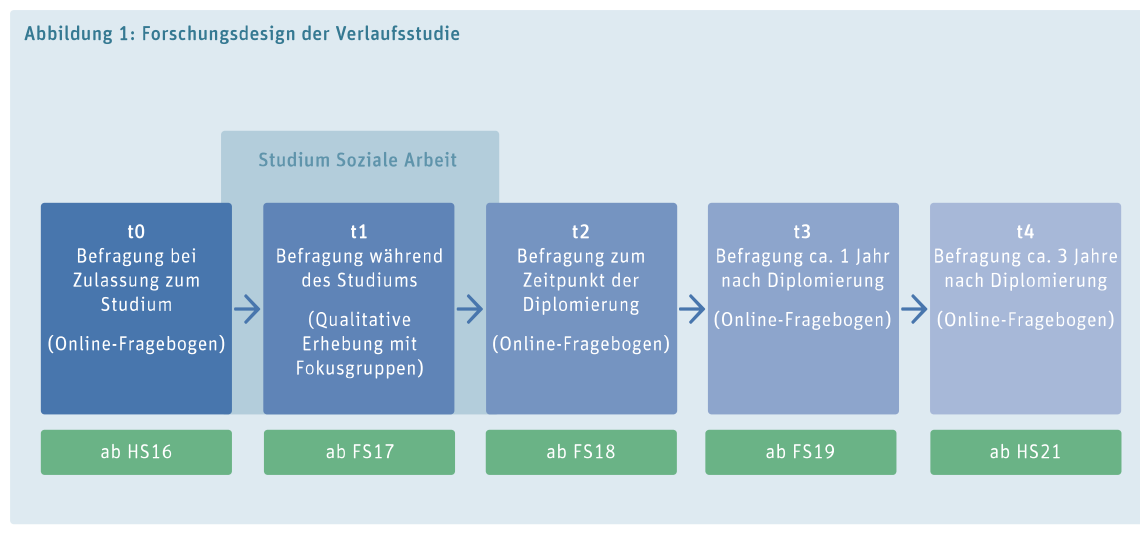 Abbildung 1: Forschungsdesign der Verlaufsstudie
Studium Soziale Arbeit
t0
Befragung bei
Zulassung zum
Studium
(Online-Fragebogen)
t1
Befragung während
des Studiums
(Qualitative
Erhebung mit
Fokusgruppen)
t2
Befragung zum
Zeitpunkt der
Diplomierung
(Online-Fragebogen)
t3
Befragung ca. 1 Jahr
nach Diplomierung
(Online-Fragebogen)
t4
Befragung ca. 3 Jahre
nach Diplomierung
(Online-Fragebogen)
ab HS16
ab FS17
ab FS18
ab FS19
ab HS21